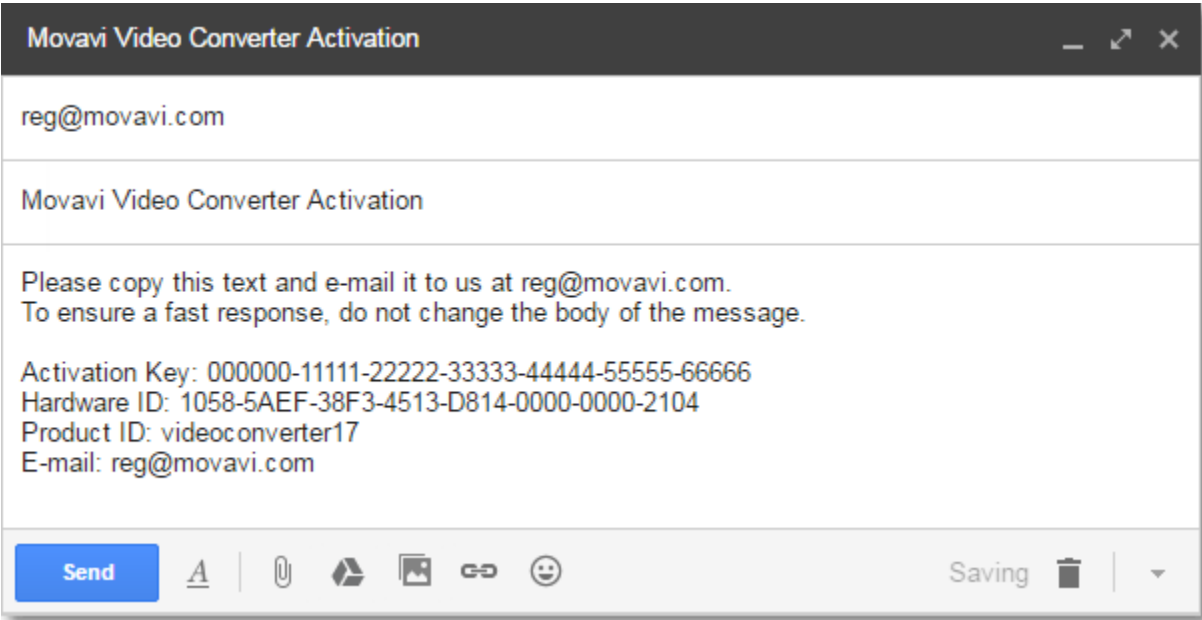 Movavi Video Converter Activation
reg@movavi.com
Movavi Video Converter Activation
Please copy this text and e-mail it to us at reg@movavi.com.
To ensure a fast response, do not change the body of the message.
Activation Key: 000000-11111-22222-33333-44444-55555-66666
Hardware ID: 1058-5AEF-38F3-4513-D814-0000-0000-2104
Product ID: videoconverter17
E-mail: reg@movavi.com
Send A Saving